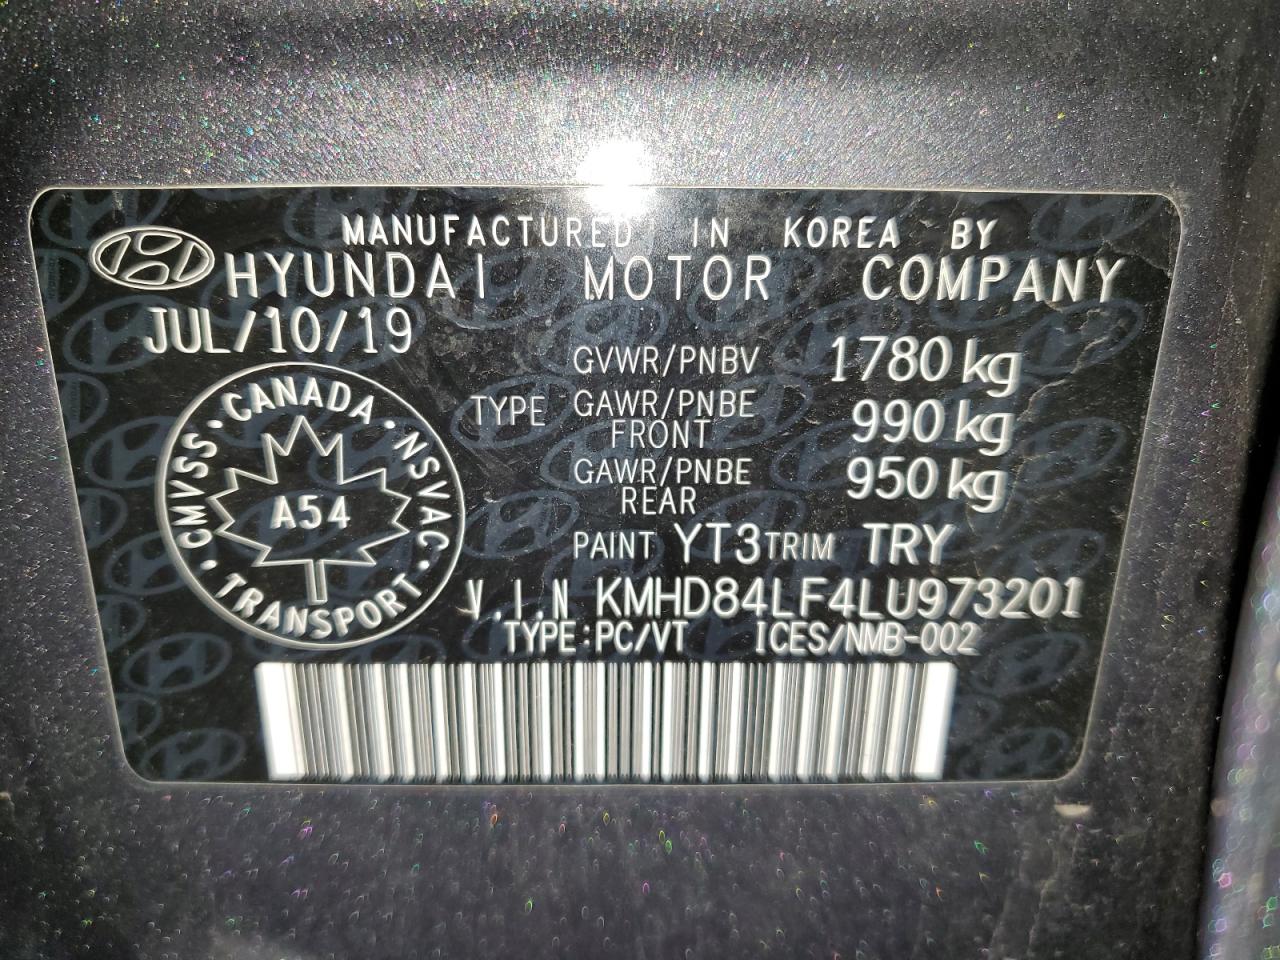 MANUFACTURED IN KOREA BY
HYUNDAI MOTOR COMPANY
JUL/10/19
GVWR/PNBV 1780 kg
TYPE GAWR/PNBE FRONT 990 kg
GAWR/PNBE REAR 950 kg
CANADA · NSVAC · TRANSPORT · CMVSS ·
A54
PAINT YT3 TRIM TRY
V.I.N KMHD84LF4LU973201
TYPE:PC/VT ICES/NMB-002